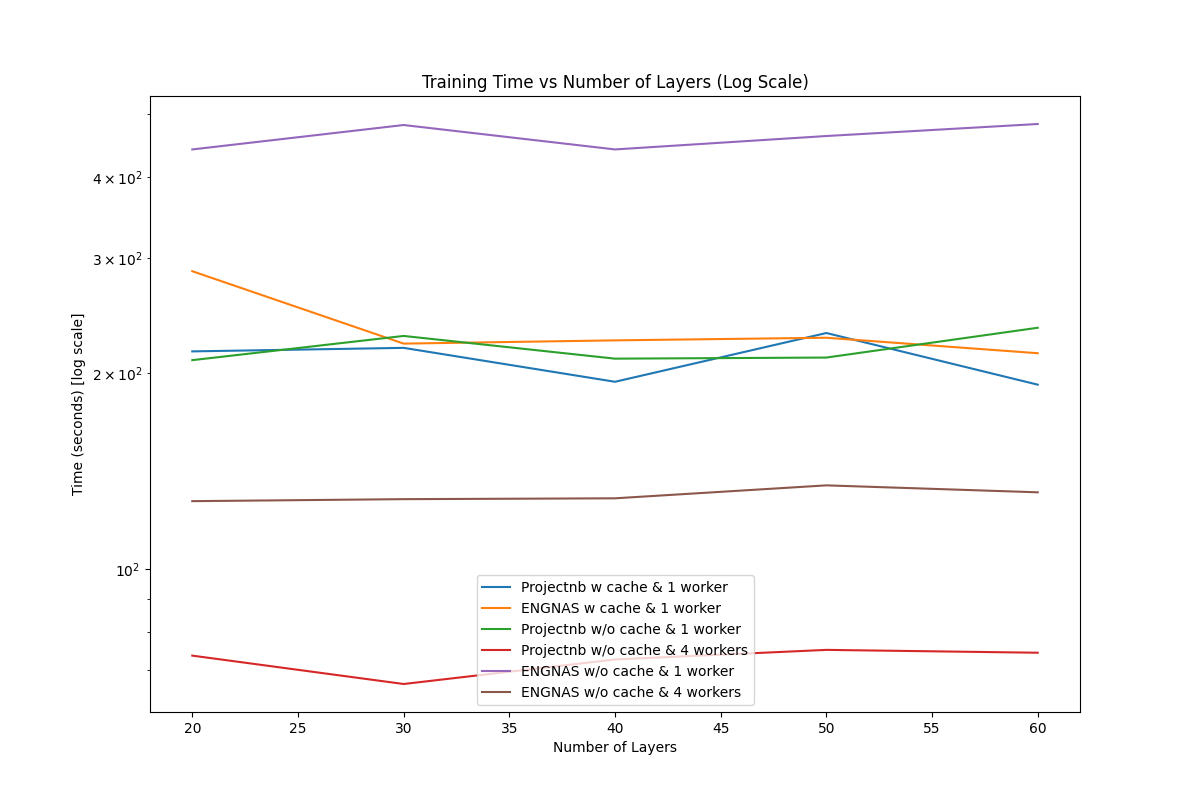 Training Time vs Number of Layers (Log Scale)
Time (seconds) [log scale]
4 × 10²
3 × 10²
2 × 10²
10²
Projectnb w cache & 1 worker
ENGNAS w cache & 1 worker
Projectnb w/o cache & 1 worker
Projectnb w/o cache & 4 workers
ENGNAS w/o cache & 1 worker
ENGNAS w/o cache & 4 workers
20 25 30 35 40 45 50 55 60
Number of Layers